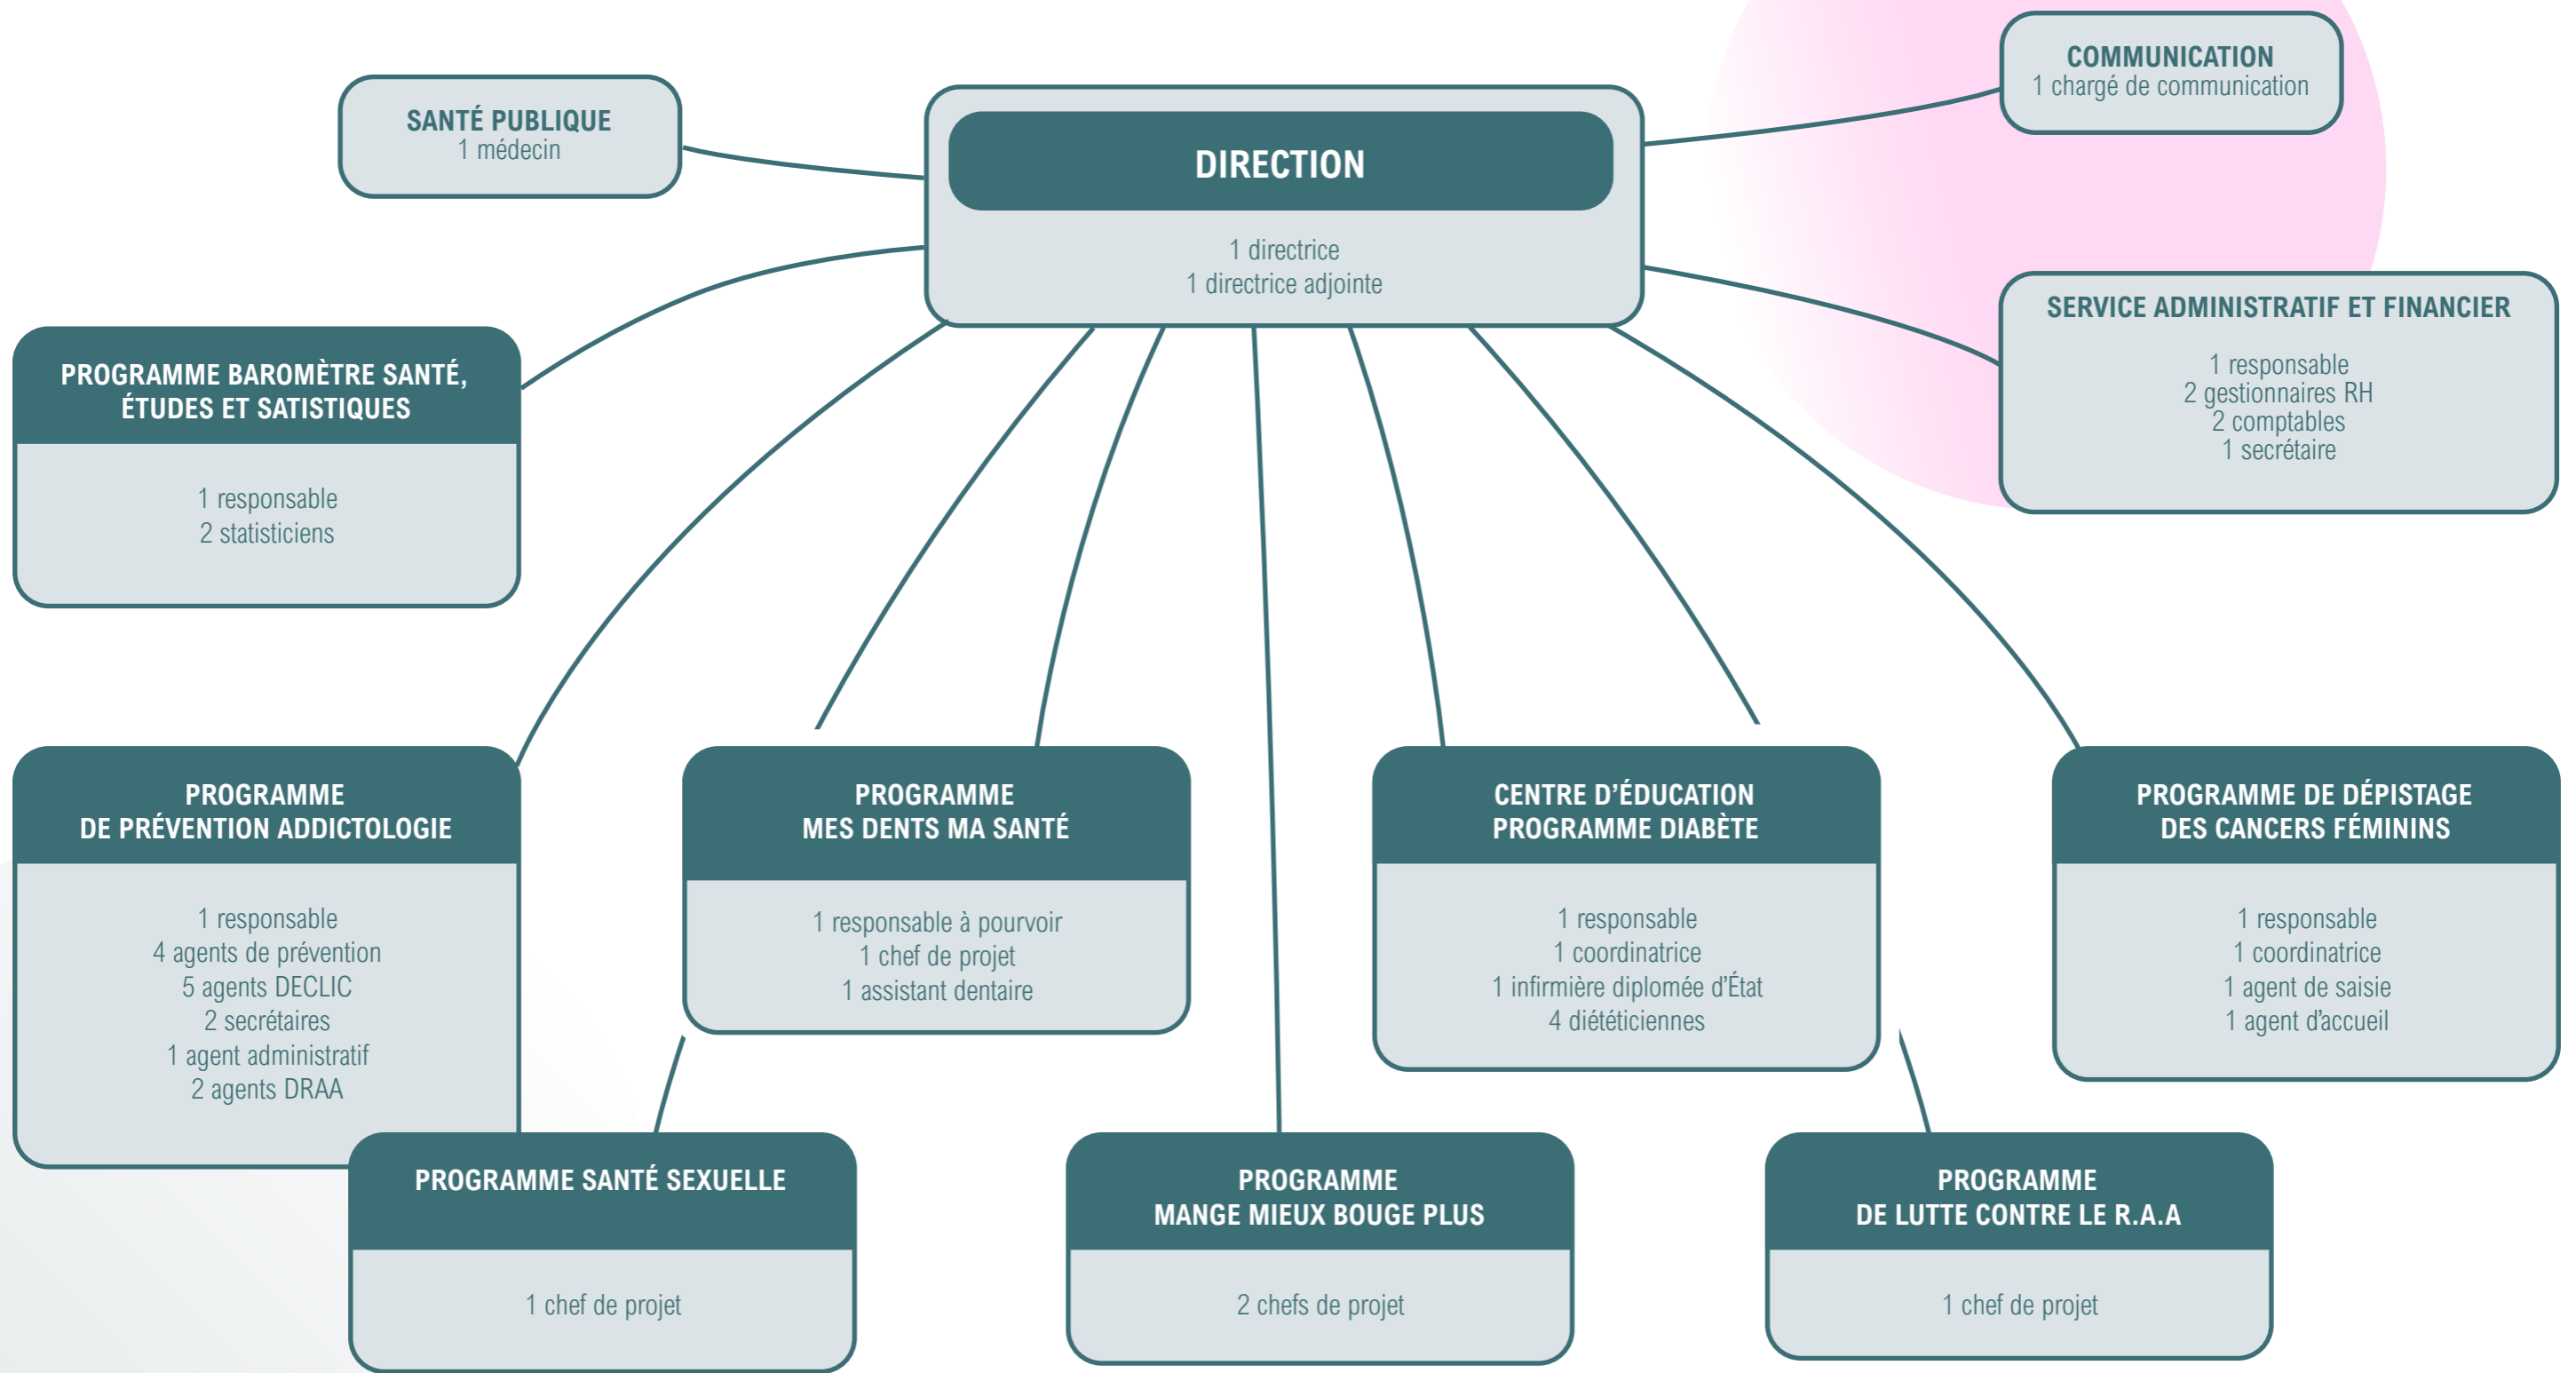 COMMUNICATION
1 chargé de communication
SANTÉ PUBLIQUE
1 médecin
DIRECTION
1 directrice
1 directrice adjointe
SERVICE ADMINISTRATIF ET FINANCIER
1 responsable
2 gestionnaires RH
2 comptables
1 secrétaire
PROGRAMME BAROMÈTRE SANTÉ,
ÉTUDES ET SATISTIQUES
1 responsable
2 statisticiens
PROGRAMME
DE PRÉVENTION ADDICTOLOGIE
1 responsable
4 agents de prévention
5 agents DECLIC
2 secrétaires
1 agent administratif
2 agents DRAA
PROGRAMME
MES DENTS MA SANTÉ
1 responsable à pourvoir
1 chef de projet
1 assistant dentaire
CENTRE D’ÉDUCATION
PROGRAMME DIABÈTE
1 responsable
1 coordinatrice
1 infirmière diplomée d’État
4 diététiciennes
PROGRAMME DE DÉPISTAGE
DES CANCERS FÉMININS
1 responsable
1 coordinatrice
1 agent de saisie
1 agent d’accueil
PROGRAMME SANTÉ SEXUELLE
1 chef de projet
PROGRAMME
MANGE MIEUX BOUGE PLUS
2 chefs de projet
PROGRAMME
DE LUTTE CONTRE LE R.A.A
1 chef de projet